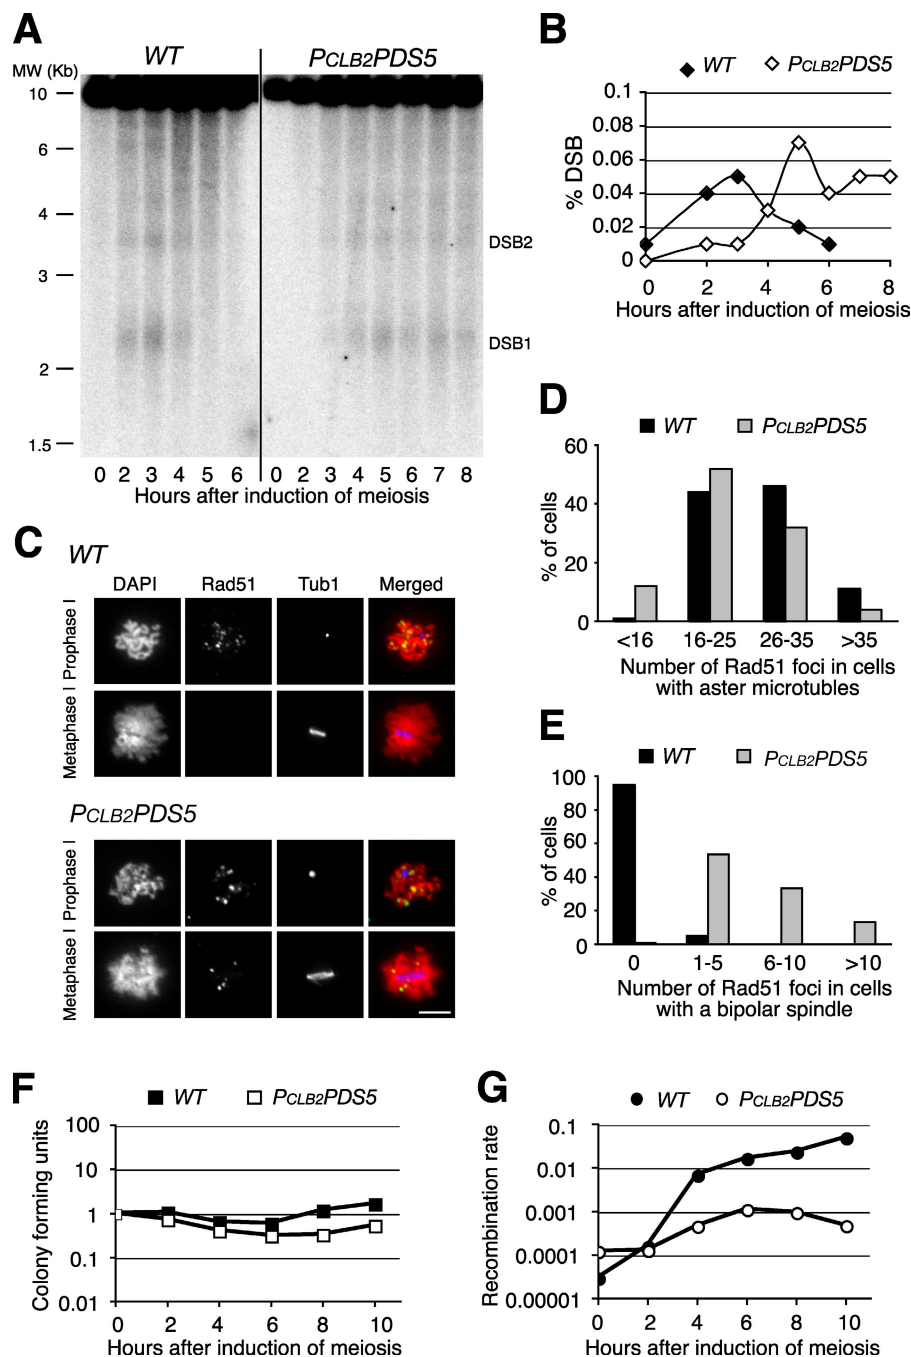 A
WT
PCLB2PDS5
MW (Kb)
10
6
4
3
2
1.5
DSB2
DSB1
0 2 3 4 5 6 0 2 3 4 5 6 7 8
Hours after induction of meiosis
B
WT
PCLB2PDS5
% DSB
0.1
0.08
0.06
0.04
0.02
0
0 2 4 6 8
Hours after induction of meiosis
C
WT
DAPI Rad51 Tub1 Merged
Prophase I
Metaphase I
PCLB2PDS5
Prophase I
Metaphase I
D
WT
PCLB2PDS5
% of cells
60
40
20
0
<16 16-25 26-35 >35
Number of Rad51 foci in cells
with aster microtubles
E
WT
PCLB2PDS5
% of cells
100
80
60
40
20
0
0 1-5 6-10 >10
Number of Rad51 foci in cells
with a bipolar spindle
F
WT
PCLB2PDS5
Colony forming units
100
10
1
0.1
0.01
0 2 4 6 8 10
Hours after induction of meiosis
G
WT
PCLB2PDS5
Recombination rate
0.1
0.01
0.001
0.0001
0.00001
0 2 4 6 8 10
Hours after induction of meiosis